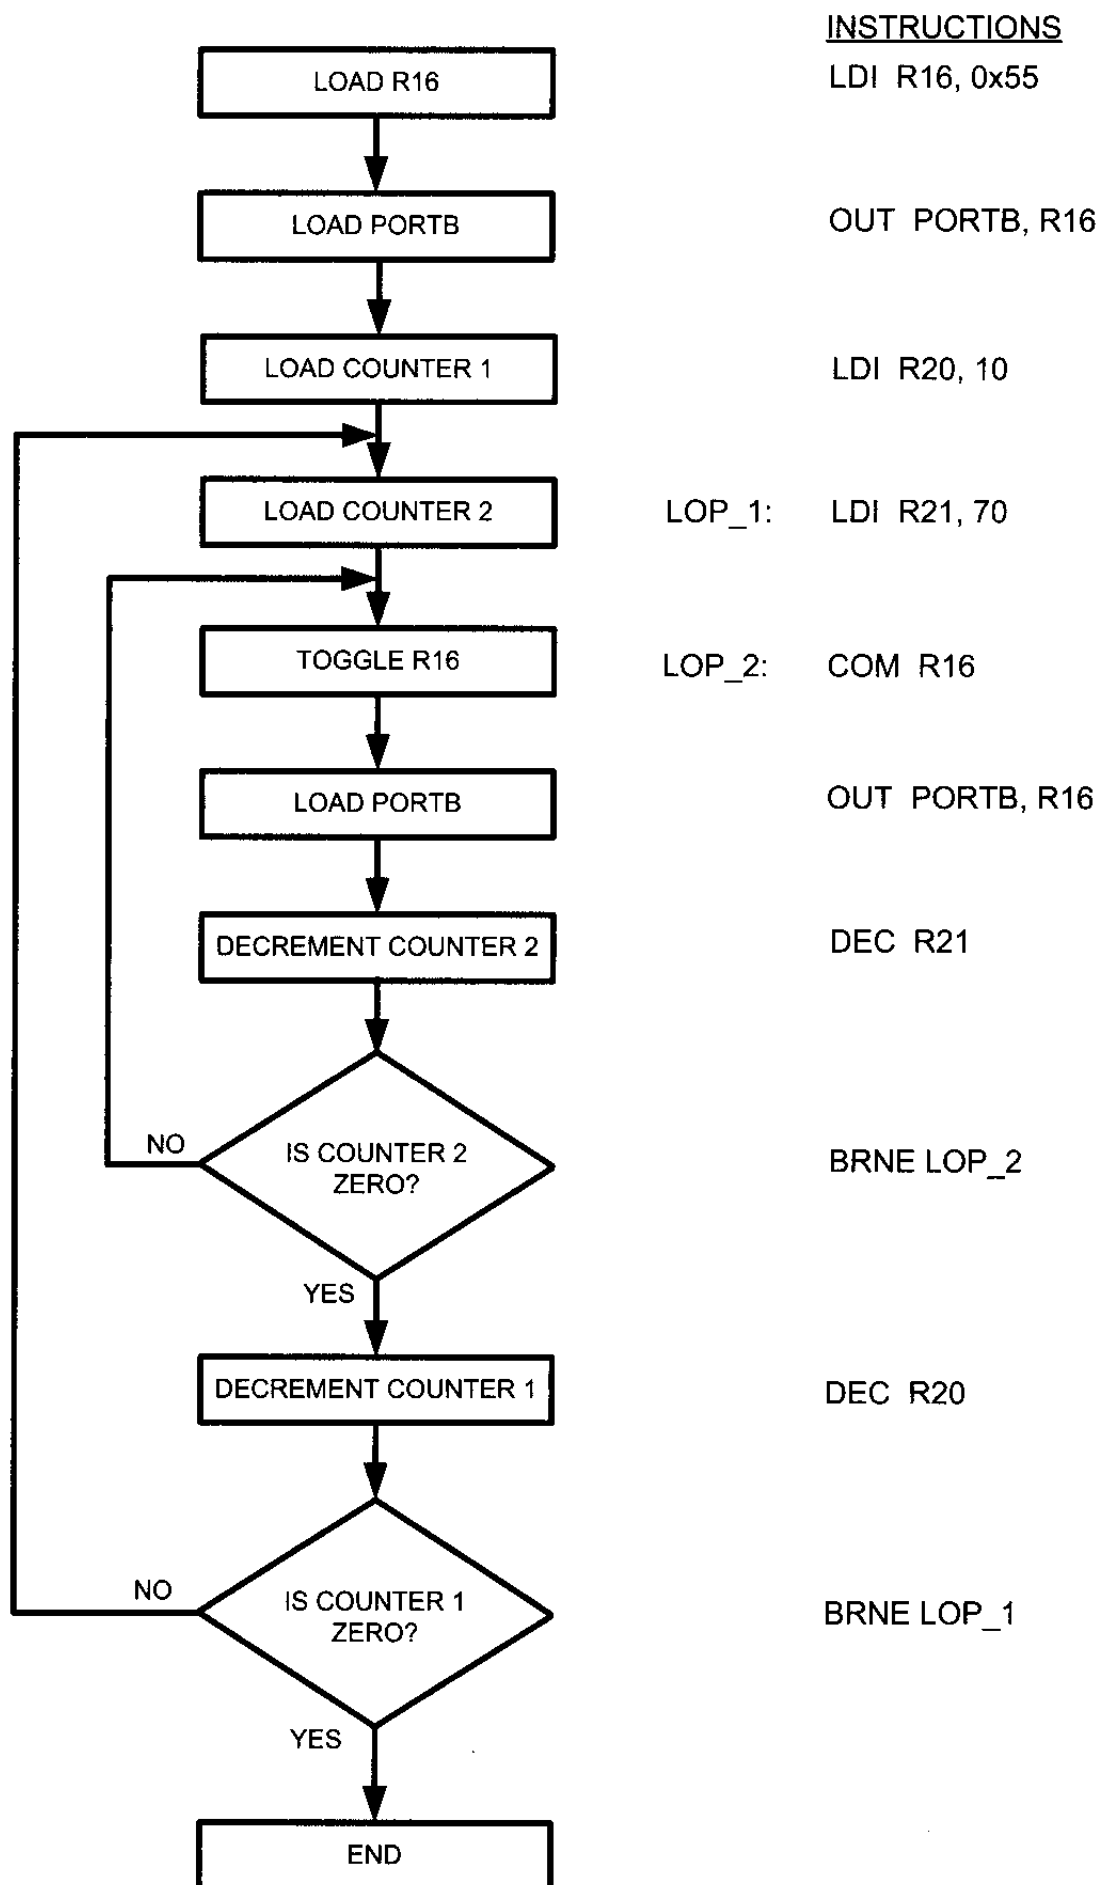 INSTRUCTIONS
LOAD R16
LDI R16, 0x55
LOAD PORTB
OUT PORTB, R16
LOAD COUNTER 1
LDI R20, 10
LOAD COUNTER 2
LOP_1: LDI R21, 70
TOGGLE R16
LOP_2: COM R16
LOAD PORTB
OUT PORTB, R16
DECREMENT COUNTER 2
DEC R21
NO
IS COUNTER 2
ZERO?
BRNE LOP_2
YES
DECREMENT COUNTER 1
DEC R20
NO
IS COUNTER 1
ZERO?
BRNE LOP_1
YES
END